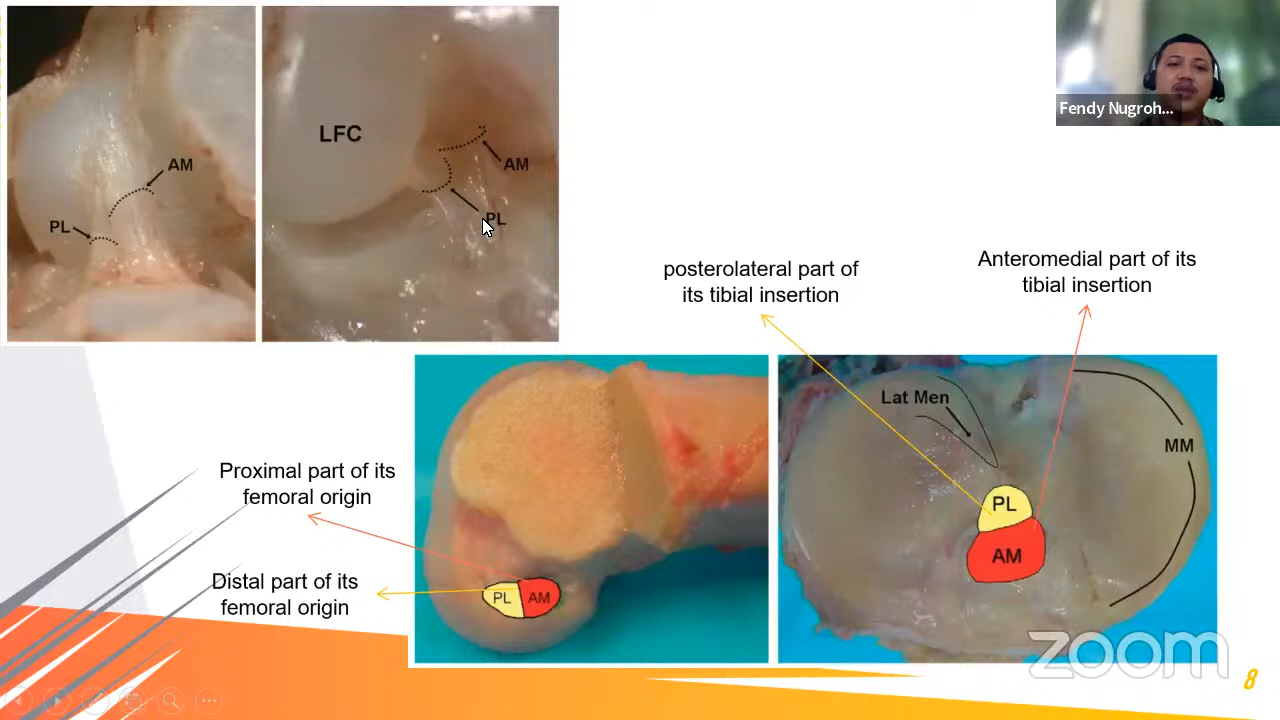 AM
PL
LFC
AM
PL
Fendy Nugroh...
posterolateral part of
its tibial insertion
Anteromedial part of its
tibial insertion
Proximal part of its
femoral origin
Distal part of its
femoral origin
PL
AM
Lat Men
MM
PL
AM
zoom
8